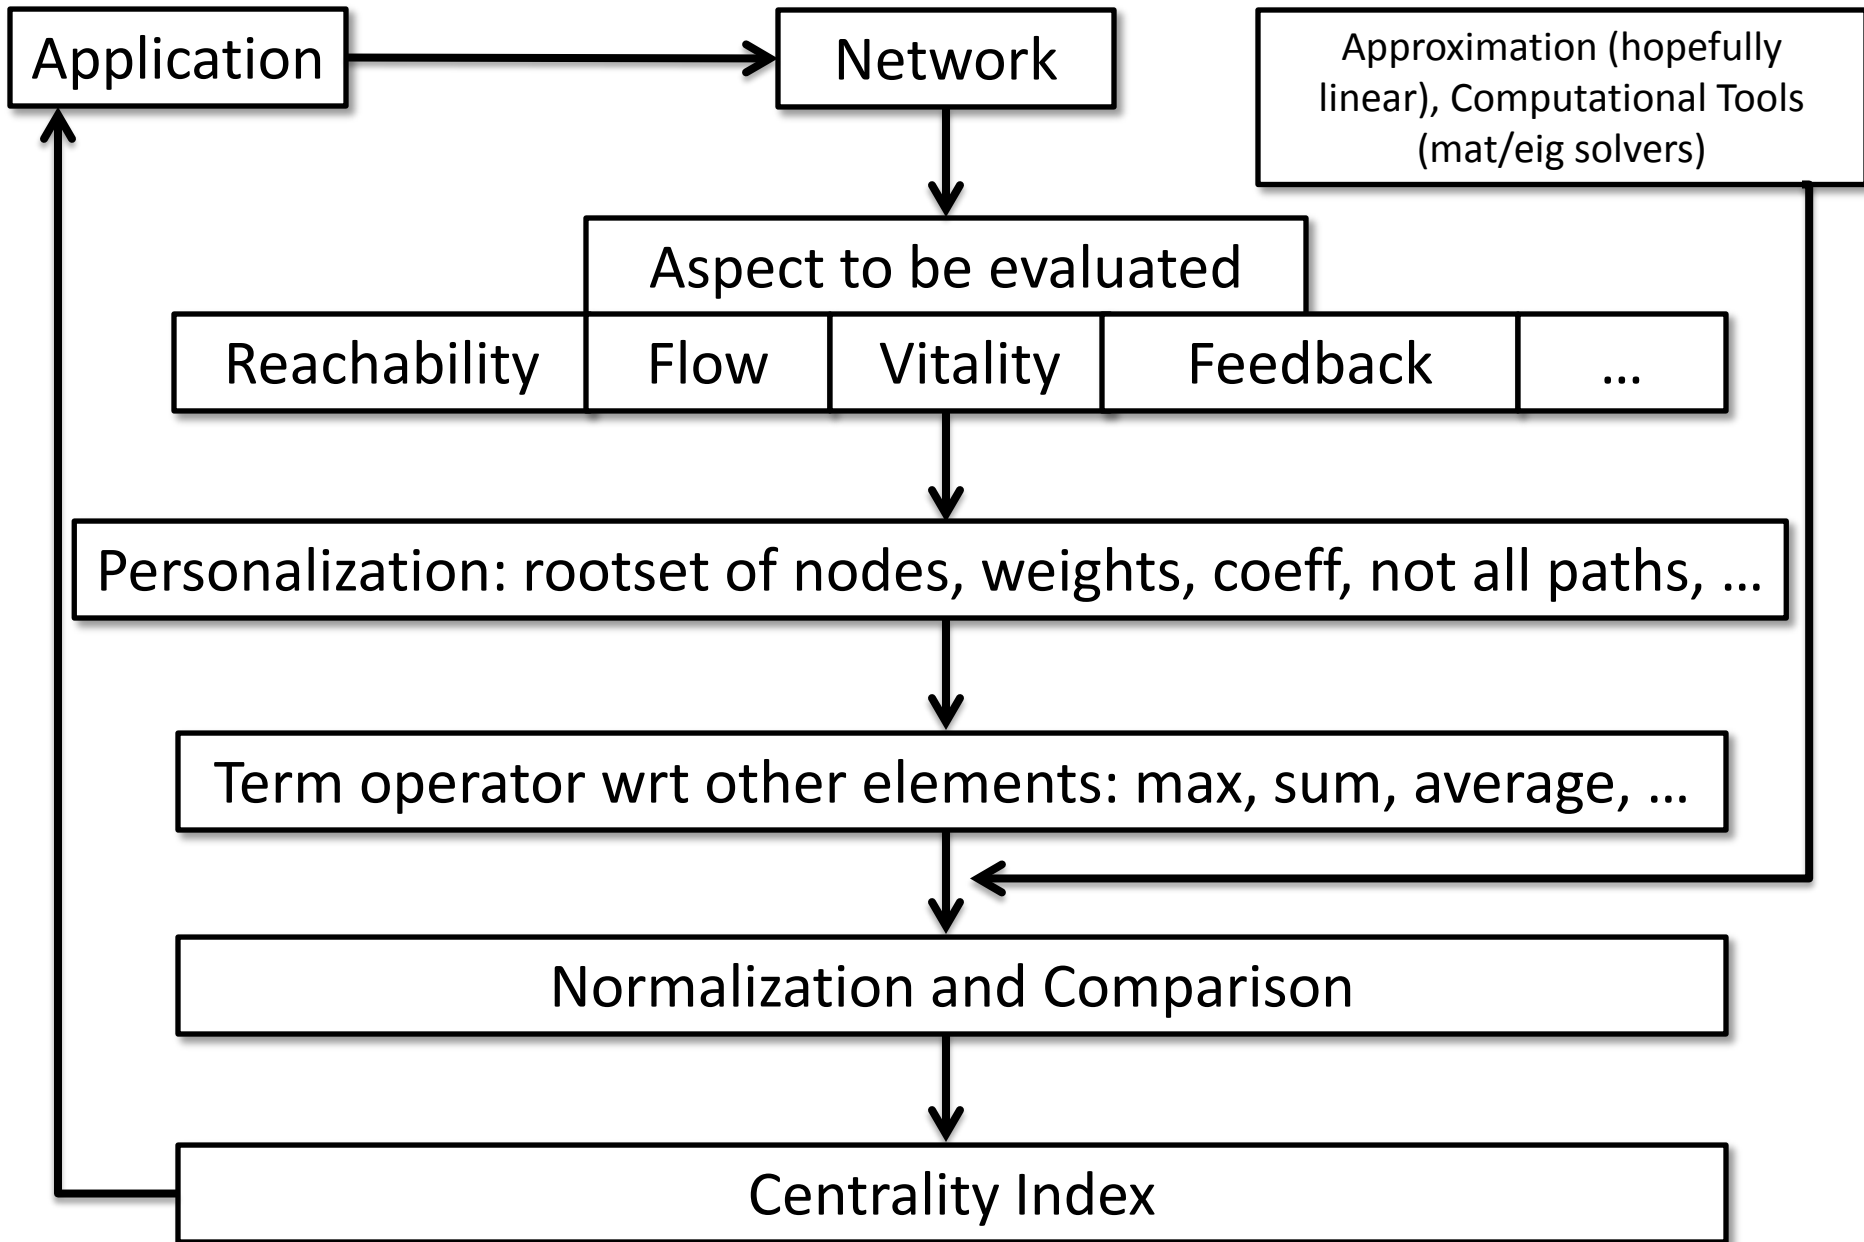 Application
Network
Approximation (hopefully
linear), Computational Tools
(mat/eig solvers)
Aspect to be evaluated
Reachability
Flow
Vitality
Feedback
...
Personalization: rootset of nodes, weights, coeff, not all paths, ...
Term operator wrt other elements: max, sum, average, ...
Normalization and Comparison
Centrality Index